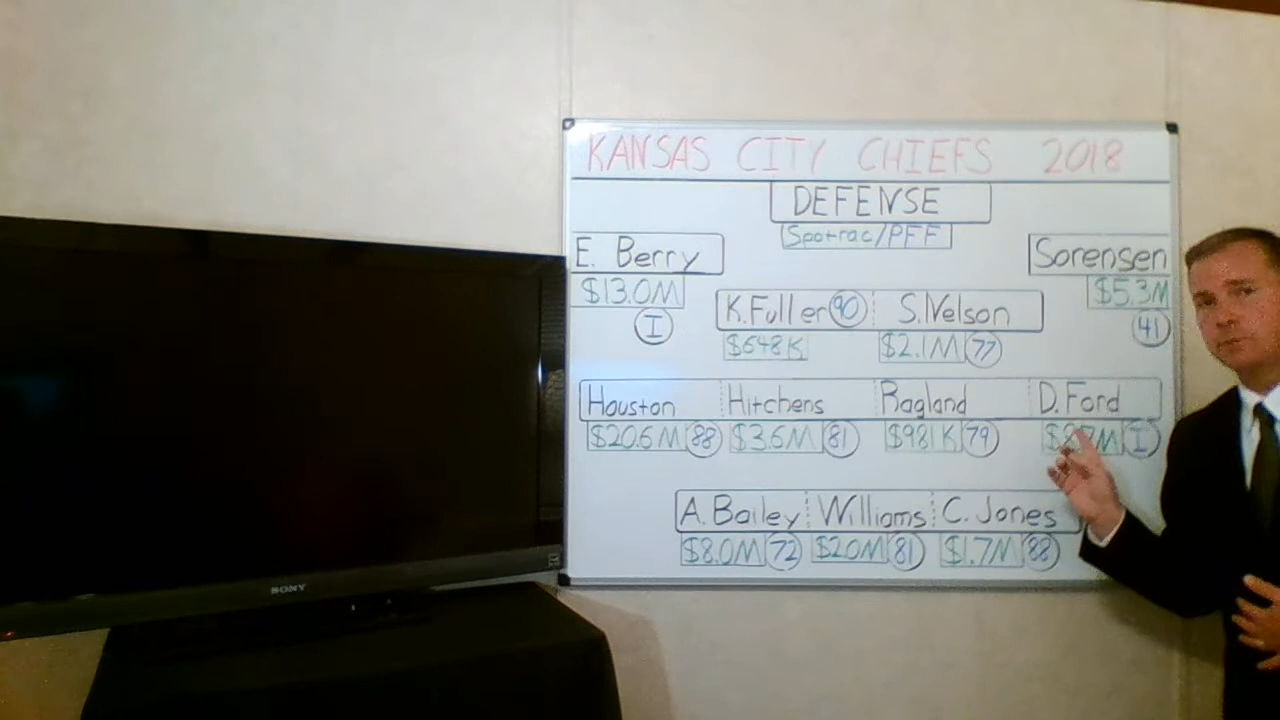 KANSAS CITY CHIEFS 2018
DEFENSE
Spotrac/PFF
E. Berry
$13.0M
I
Sorensen
$5.3M
41
K.Fuller 90 S.Nelson
$648K $2.1M 77
Houston Hitchens Ragland D.Ford
$20.6M 88 $3.6M 81 $981K 79 I
A.Bailey Williams C.Jones
$8.0M 72 $2.0M 81 $1.7M 88
SONY